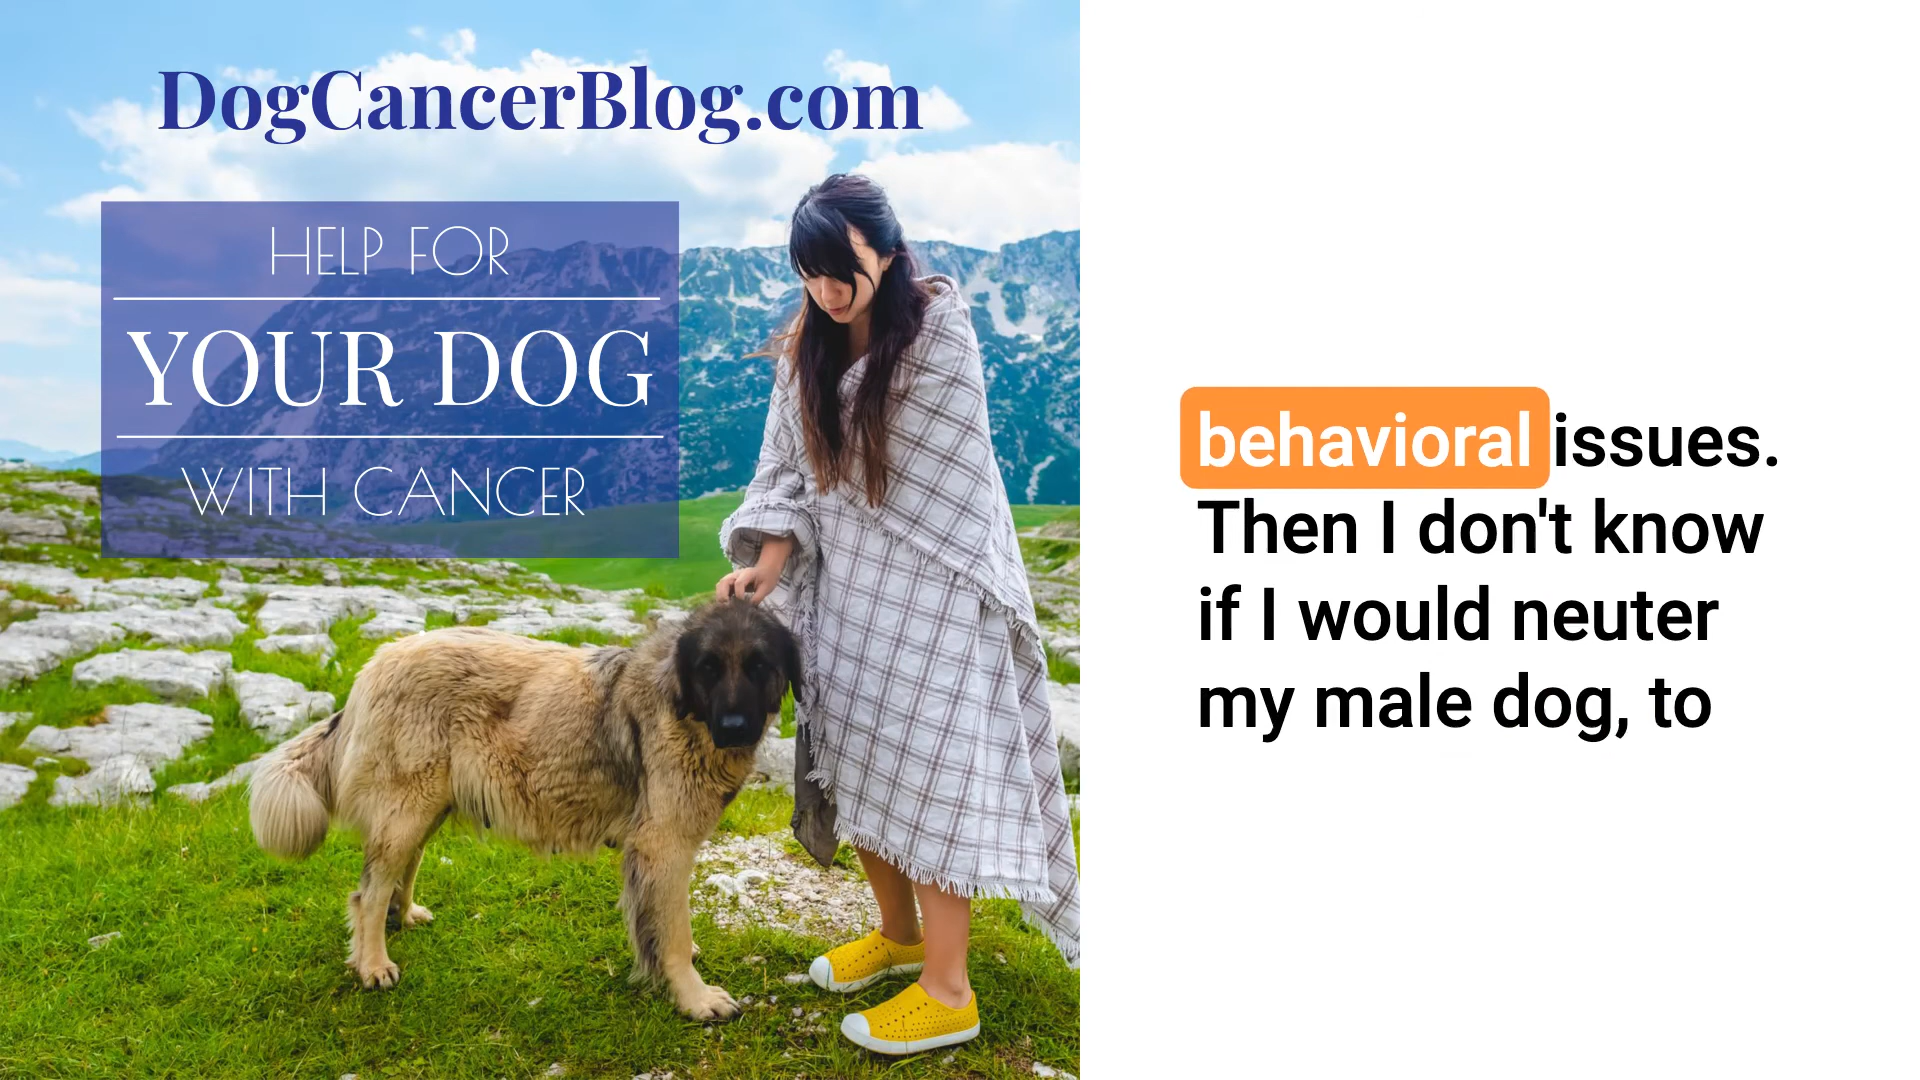 DogCancerBlog.com
HELP FOR
YOUR DOG
WITH CANCER
behavioral issues.
Then I don't know
if I would neuter
my male dog, to